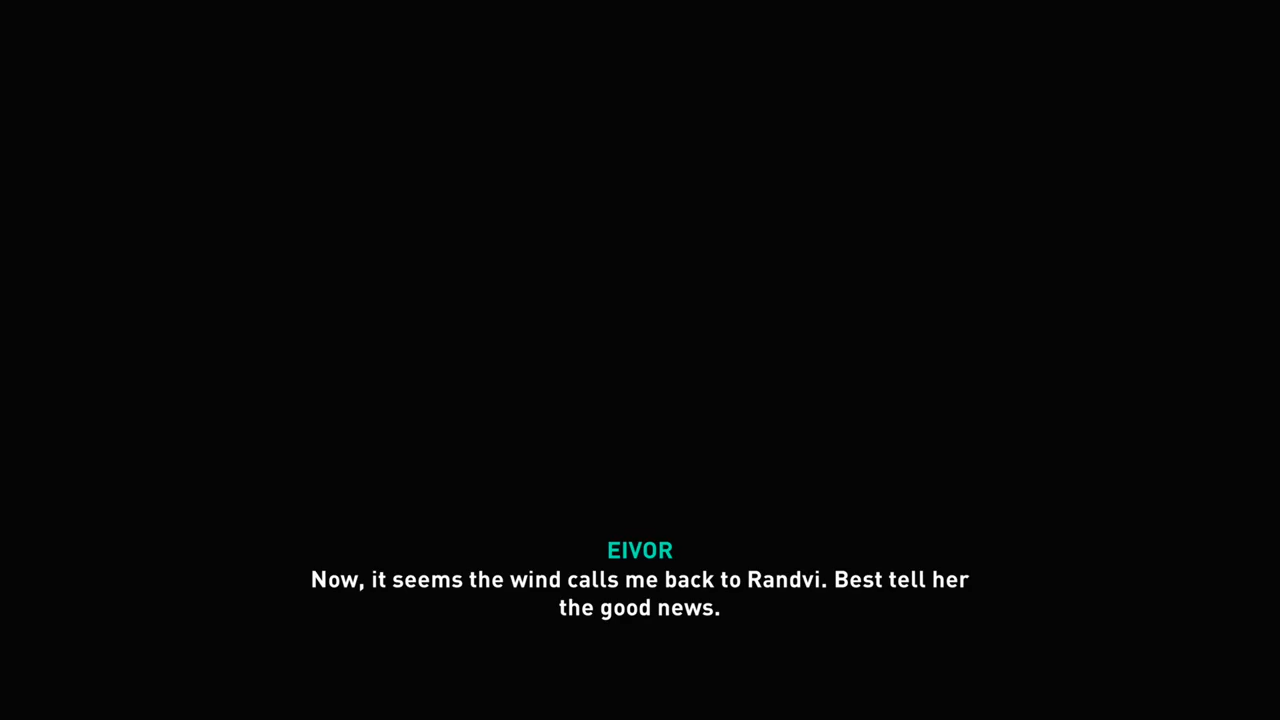 EIVOR
Now, it seems the wind calls me back to Randvi. Best tell her
the good news.